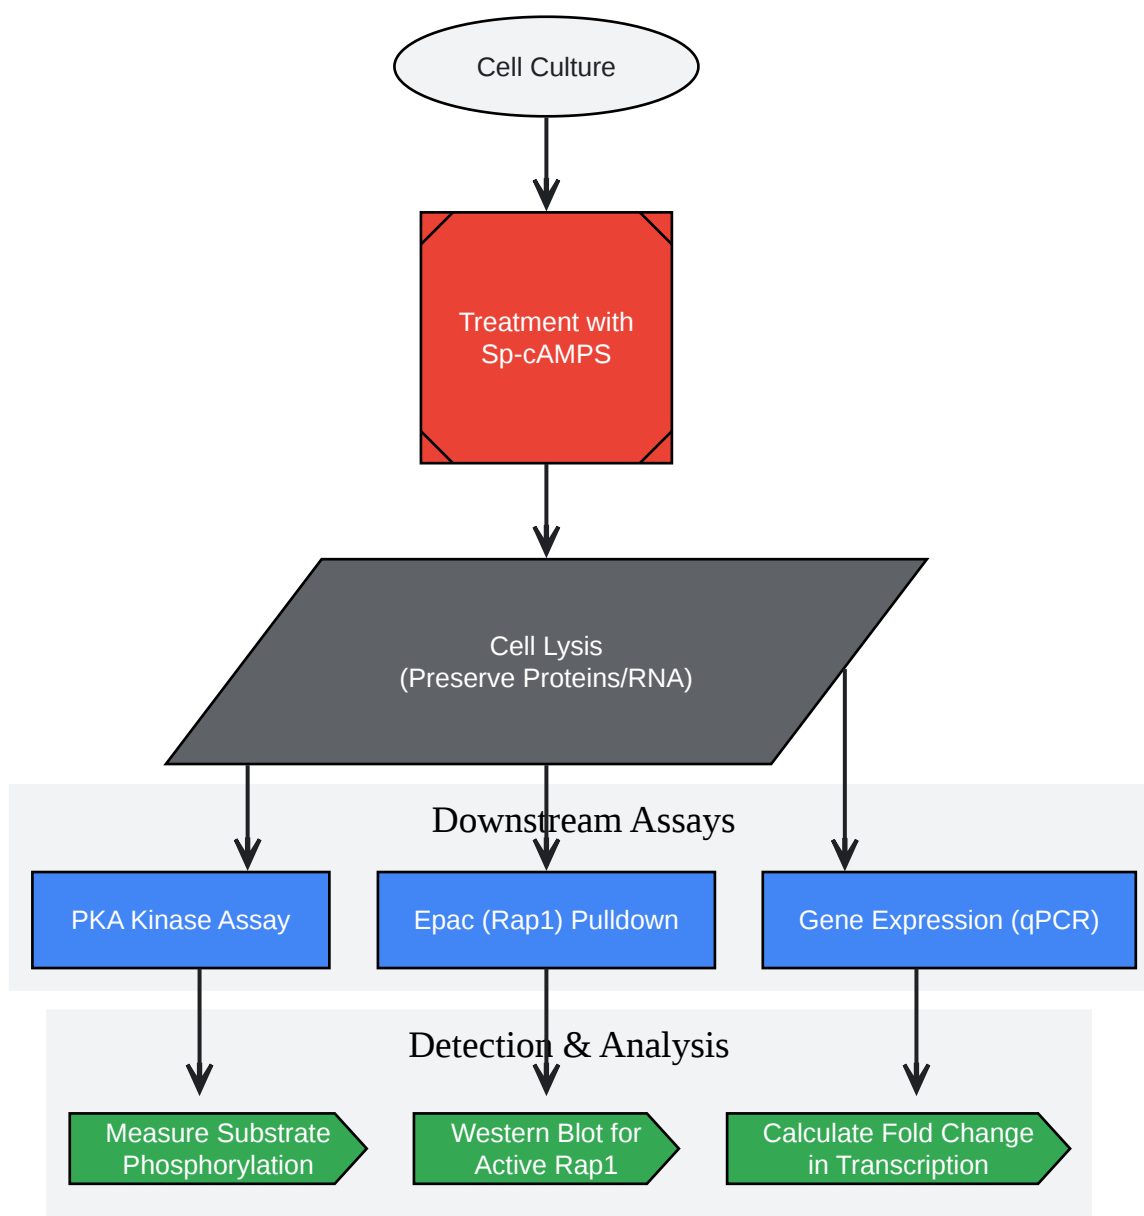 Cell Culture
Treatment with
Sp-cAMPS
Cell Lysis
(Preserve Proteins/RNA)
Downstream Assays
PKA Kinase Assay
Epac (Rap1) Pulldown
Gene Expression (qPCR)
Detection & Analysis
Measure Substrate
Phosphorylation
Western Blot for
Active Rap1
Calculate Fold Change
in Transcription